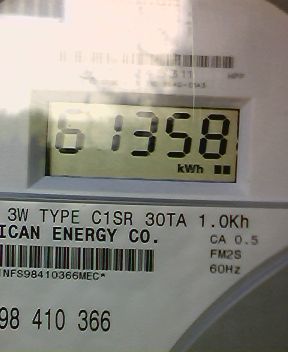 61358
kWh
3W TYPE C1SR 30TA 1.0Kh
ICAN ENERGY CO.
CA 0.5
FM2S
60Hz
NFS98410366MEC*
98 410 366